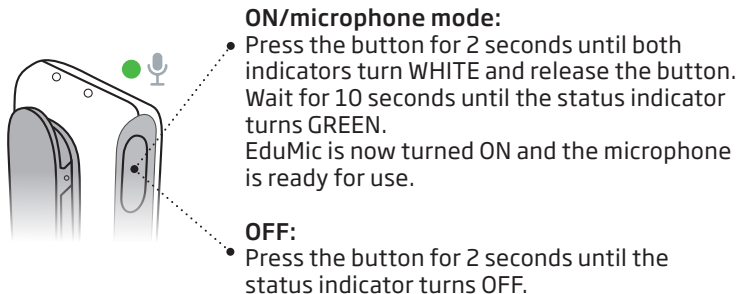 ON/microphone mode:
Press the button for 2 seconds until both
indicators turn WHITE and release the button.
Wait for 10 seconds until the status indicator
turns GREEN.
EduMic is now turned ON and the microphone
is ready for use.
OFF:
Press the button for 2 seconds until the
status indicator turns OFF.